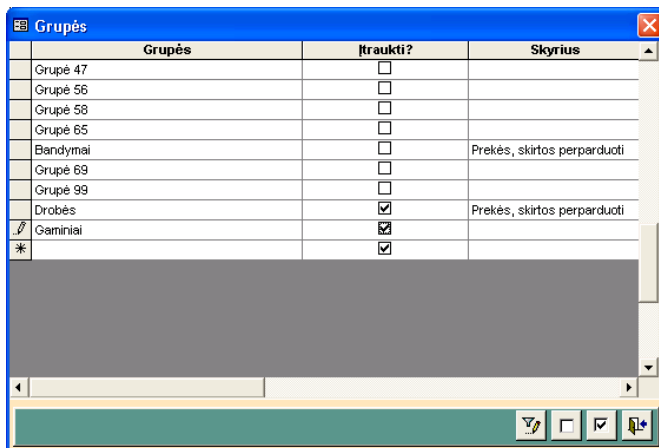 Grupės
Grupės Įtraukti? Skyrius
Grupė 47
Grupė 56
Grupė 58
Grupė 65
Bandymai Prekės, skirtos perparduoti
Grupė 69
Grupė 99
Drobės Prekės, skirtos perparduoti
Gaminiai